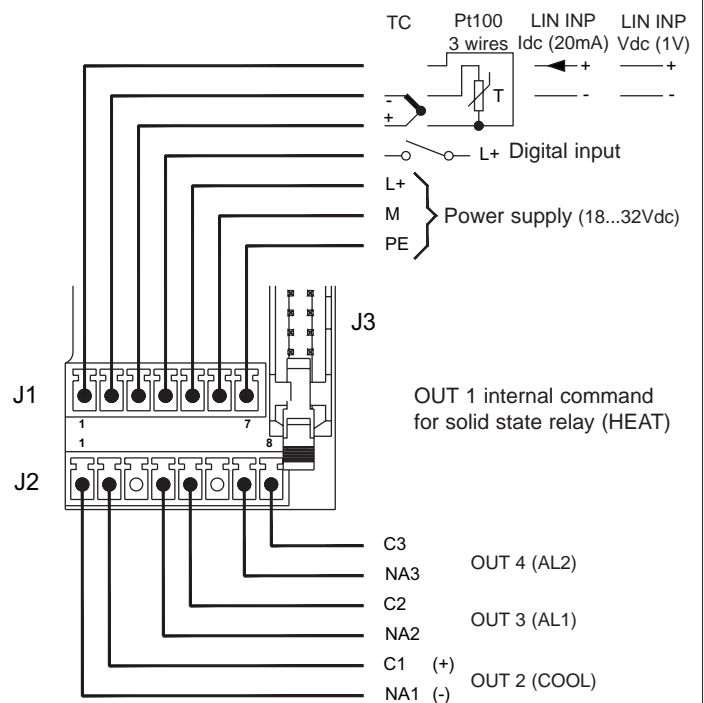 TC Pt100 LIN INP LIN INP
3 wires Idc (20mA) Vdc (1V)
+ +
- - -
+ T
L+ Digital input
L+
M Power supply (18...32Vdc)
PE
J3
J1
OUT 1 internal command
for solid state relay (HEAT)
1 7
1 8
J2
C3
OUT 4 (AL2)
NA3
C2
OUT 3 (AL1)
NA2
C1 (+)
OUT 2 (COOL)
NA1 (-)